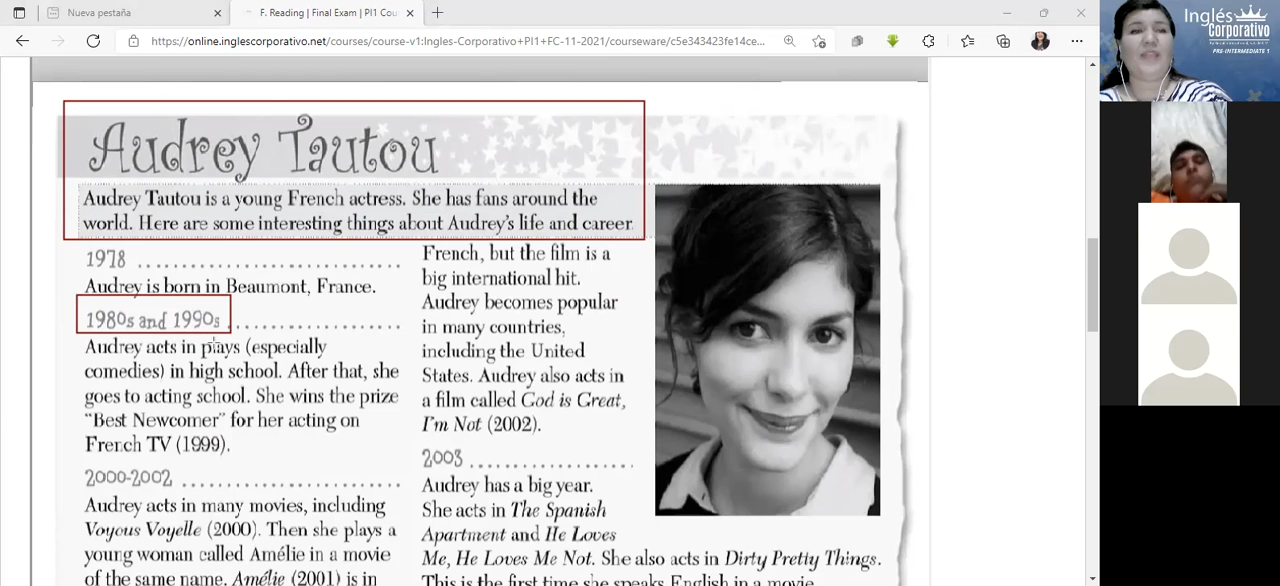 Nueva pestaña
F. Reading | Final Exam | PI1 Cou
https://online.inglescorporativo.net/courses/course-v1:Ingles-Corporativo+PI1+FC-11-2021/courseware/c5e343423fe14ce...
Inglés
Corporativo
PRE-INTERMEDIATE 1
Audrey Tautou
Audrey Tautou is a young French actress. She has fans around the
world. Here are some interesting things about Audrey's life and career
1978
Audrey is born in Beaumont, France.
1980s and 1990s
Audrey acts in plays (especially
comedies) in high school. After that, she
goes to acting school. She wins the prize
"Best Newcomer" for her acting on
French TV (1999).
2000-2002
Audrey acts in many movies, including
Voyous Voyelle (2000). Then she plays a
young woman called Amélie in a movie
of the same name. Amélie (2001) is in
French, but the film is a
big international hit.
Audrey becomes popular
in many countries,
including the United
States. Audrey also acts in
a film called God is Great,
I'm Not (2002).
2003
Audrey has a big year.
She acts in The Spanish
Apartment and He Loves
Me, He Loves Me Not. She also acts in Dirty Pretty Things.
This is the first time she speaks English in a movie.